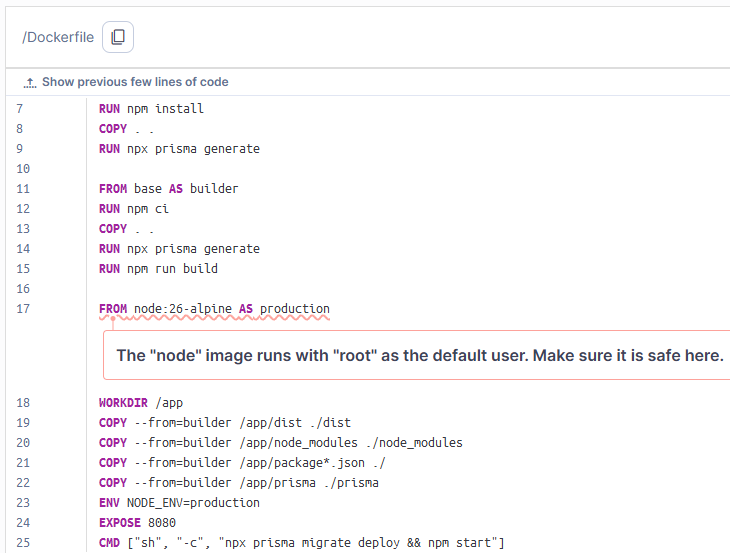 /Dockerfile
Show previous few lines of code
7 RUN npm install
8 COPY . .
9 RUN npx prisma generate
10
11 FROM base AS builder
12 RUN npm ci
13 COPY . .
14 RUN npx prisma generate
15 RUN npm run build
16
17 FROM node:26-alpine AS production
The "node" image runs with "root" as the default user. Make sure it is safe here.
18 WORKDIR /app
19 COPY --from=builder /app/dist ./dist
20 COPY --from=builder /app/node_modules ./node_modules
21 COPY --from=builder /app/package*.json ./
22 COPY --from=builder /app/prisma ./prisma
23 ENV NODE_ENV=production
24 EXPOSE 8080
25 CMD ["sh", "-c", "npx prisma migrate deploy && npm start"]